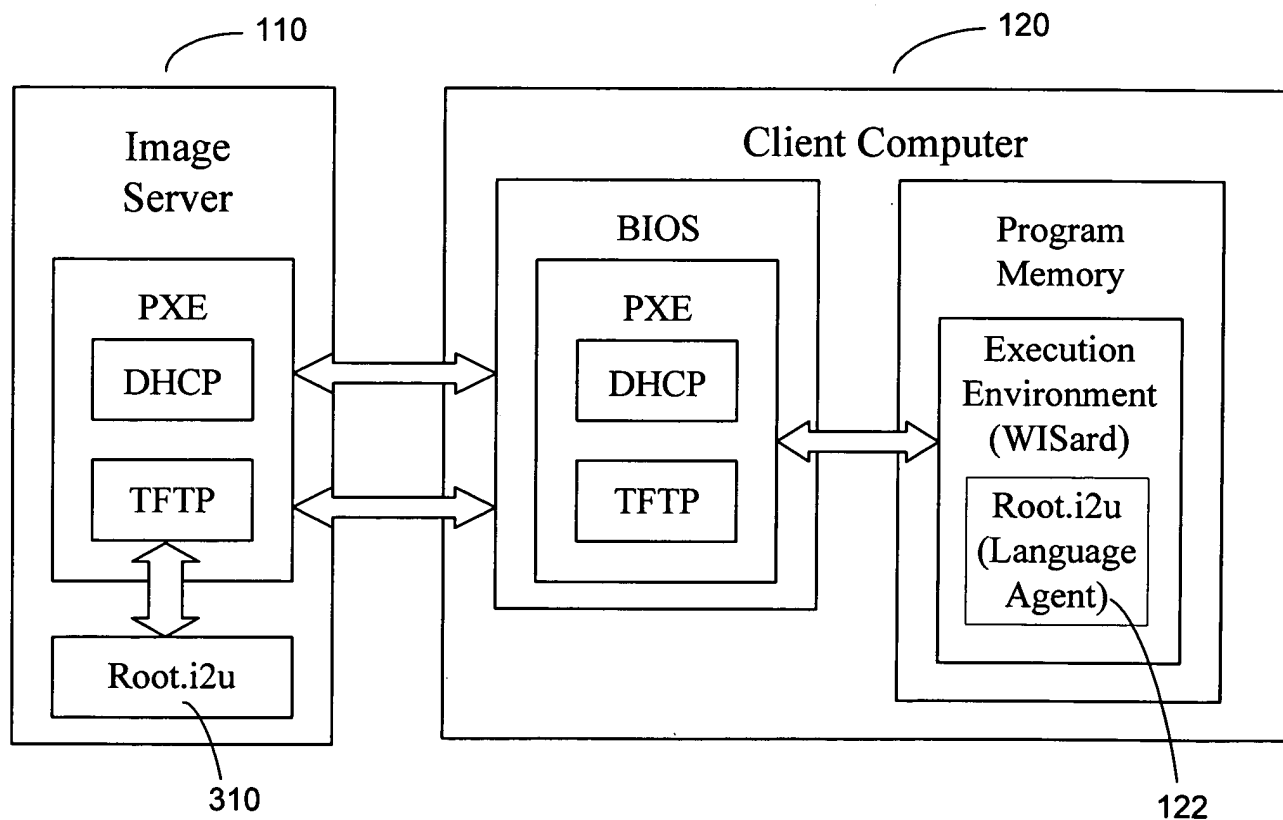 110
120
Image
Server
PXE
DHCP
TFTP
Root.i2u
310
Client Computer
BIOS
PXE
DHCP
TFTP
Program
Memory
Execution
Environment
(WISard)
Root.i2u
(Language
Agent)
122